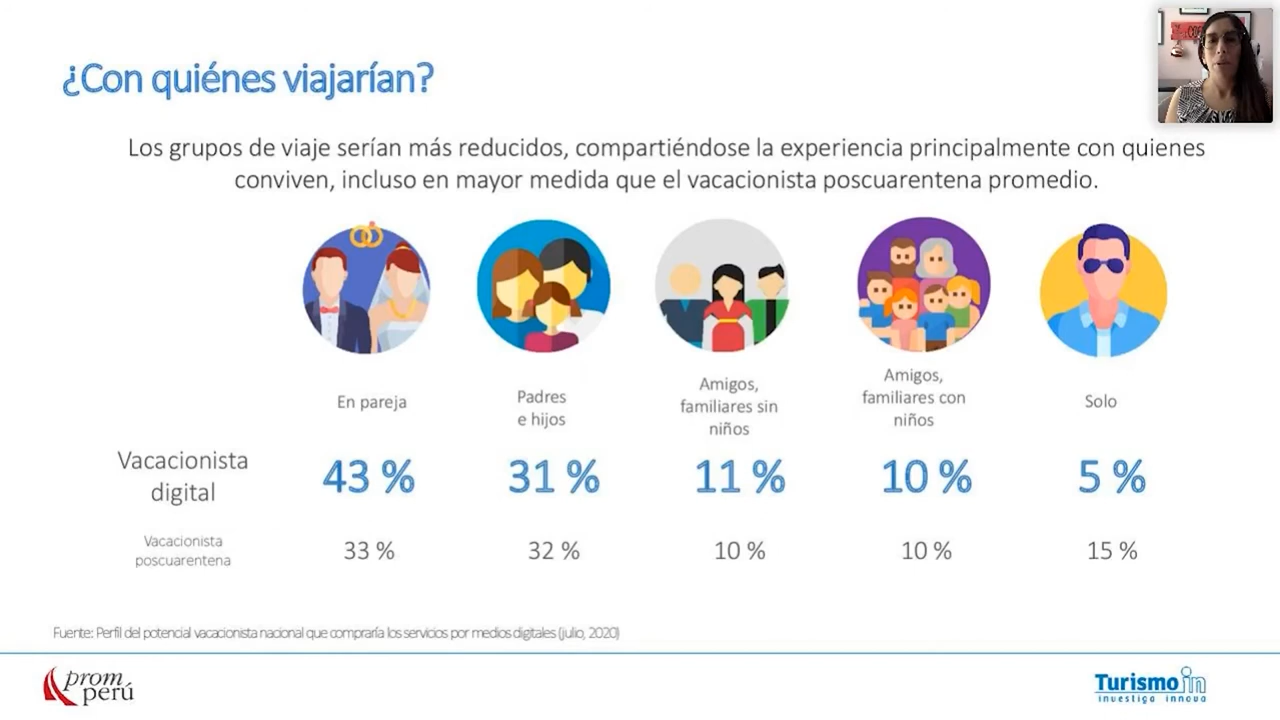 ¿Con quiénes viajarían?
Los grupos de viaje serían más reducidos, compartiéndose la experiencia principalmente con quienes
conviven, incluso en mayor medida que el vacacionista poscuarentena promedio.
En pareja
Padres
e hijos
Amigos,
familiares sin
niños
Amigos,
familiares con
niños
Solo
Vacacionista
digital
43 %
31 %
11 %
10 %
5 %
Vacacionista
poscuarentena
33 %
32 %
10 %
10 %
15 %
Fuente: Perfil del potencial vacacionista nacional que compraría los servicios por medios digitales (julio, 2020)
prom
perú
Turismo in
investiga innova